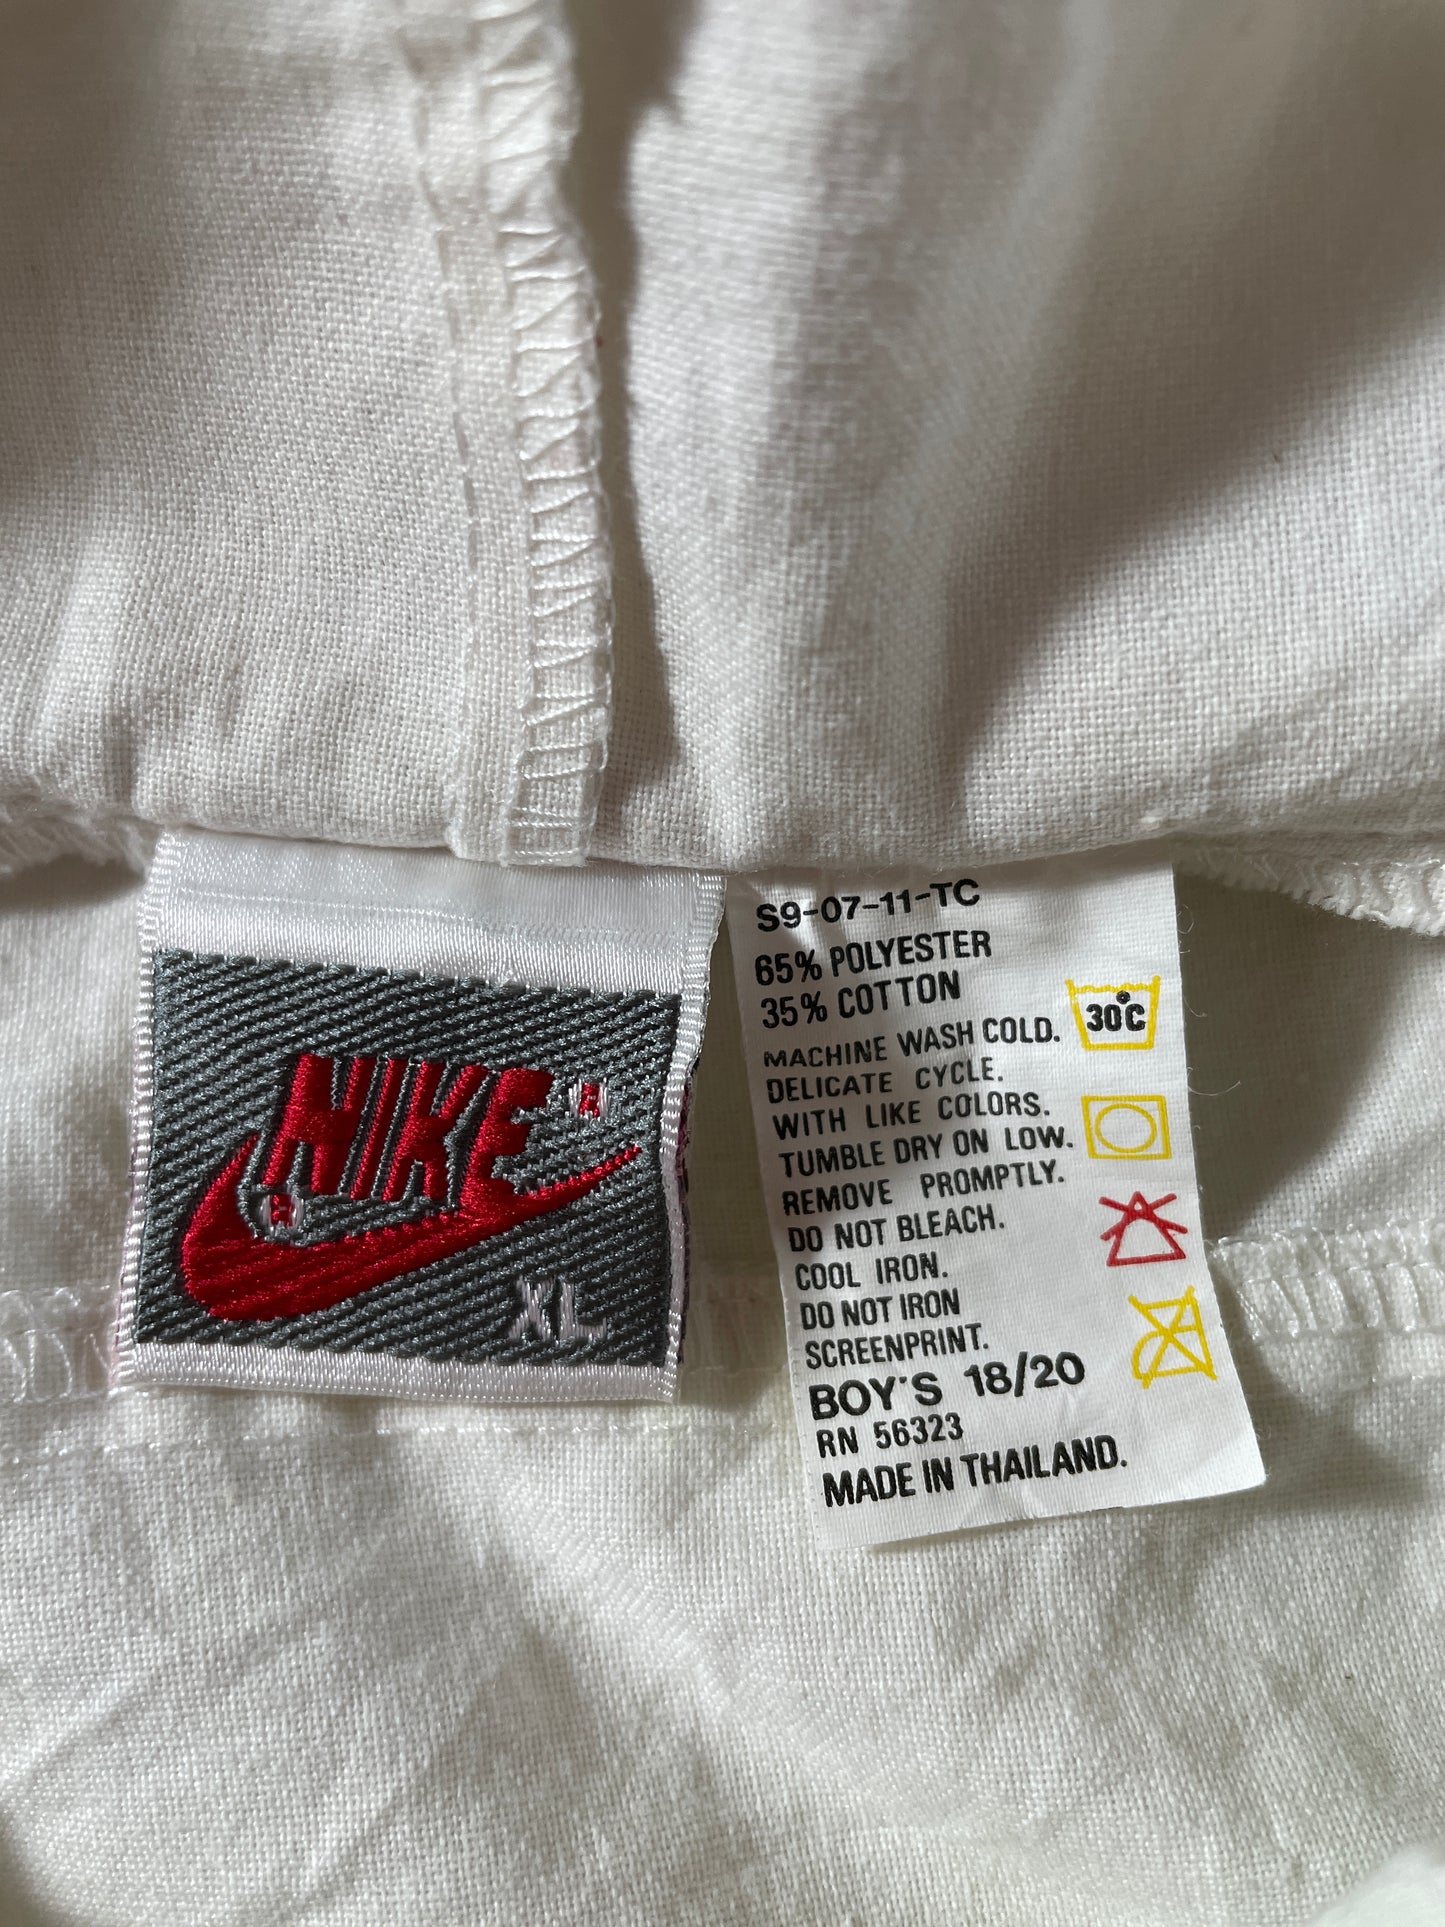 NIKE
R
R
XL
S9-07-11-TC
65% POLYESTER
35% COTTON
MACHINE WASH COLD.
30°C
DELICATE CYCLE.
WITH LIKE COLORS.
TUMBLE DRY ON LOW.
REMOVE PROMPTLY.
DO NOT BLEACH.
COOL IRON.
DO NOT IRON
SCREENPRINT.
BOY'S 18/20
RN 56323
MADE IN THAILAND.